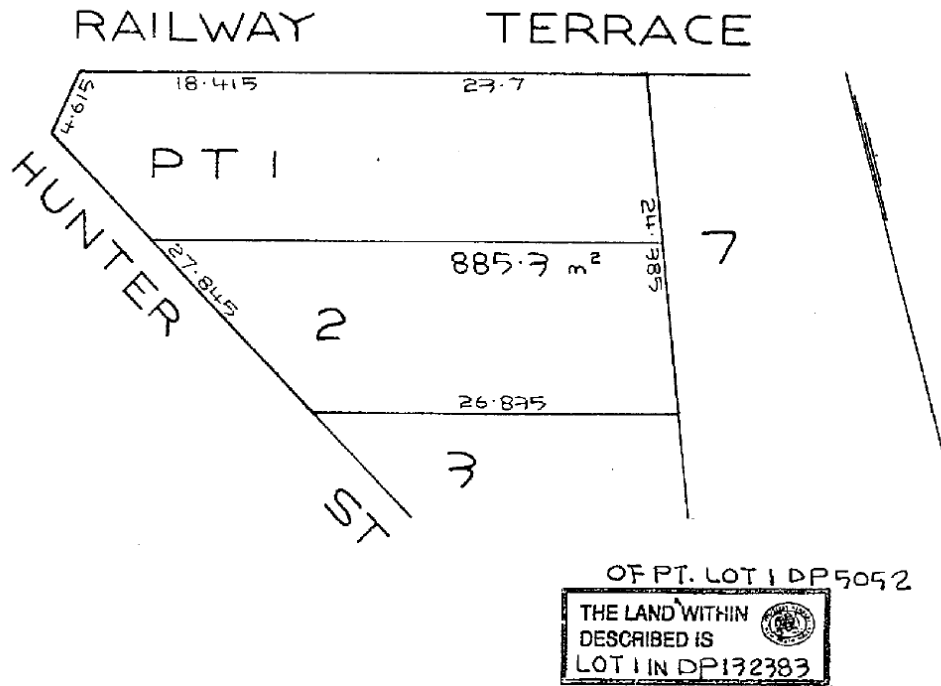 RAILWAY TERRACE
18·415 23·7
4·615
PT 1
HUNTER ST
24·385
7
885·3 m²
27·845
2
26·875
3
OF PT. LOT 1 DP5052
THE LAND WITHIN
DESCRIBED IS
LOT 1 IN DP132383